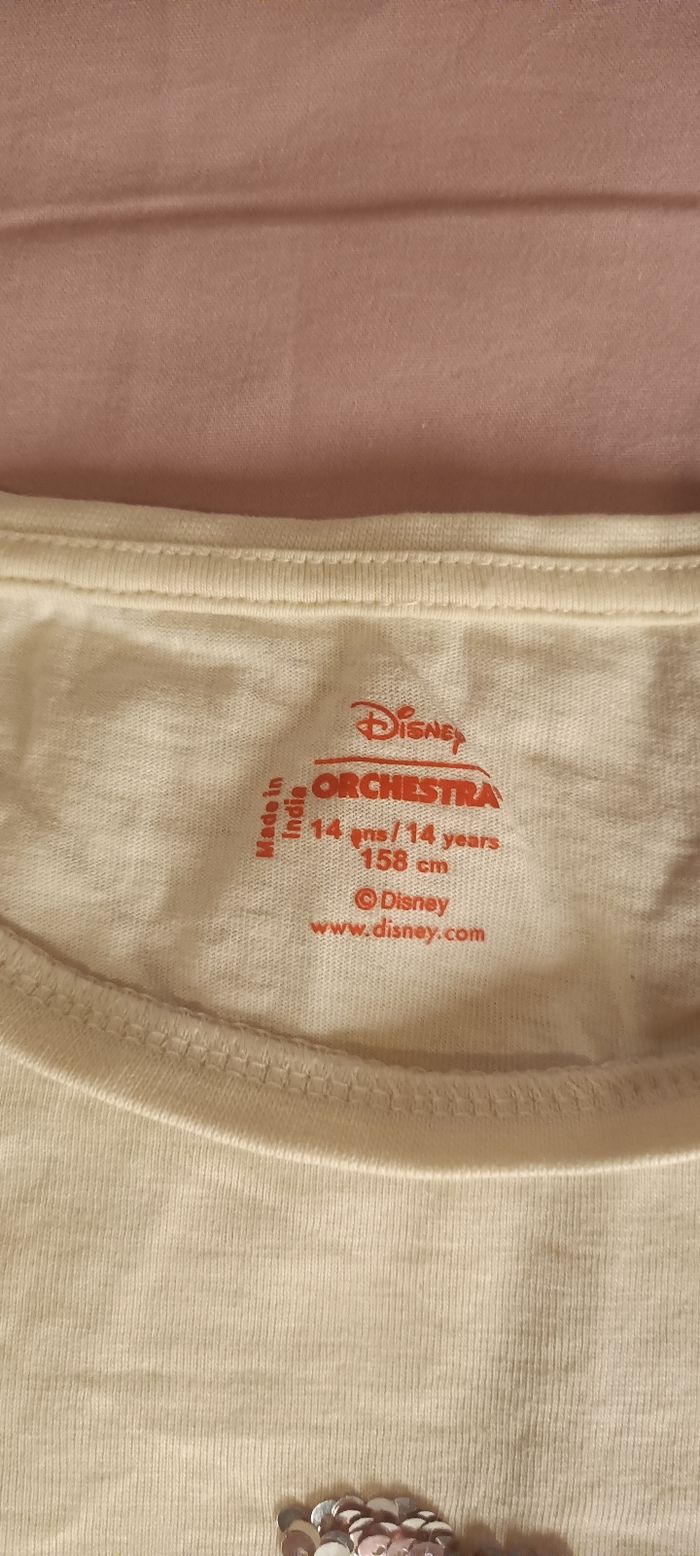 Disney
ORCHESTRA
Made in
India
14 ans / 14 years
158 cm
© Disney
www.disney.com